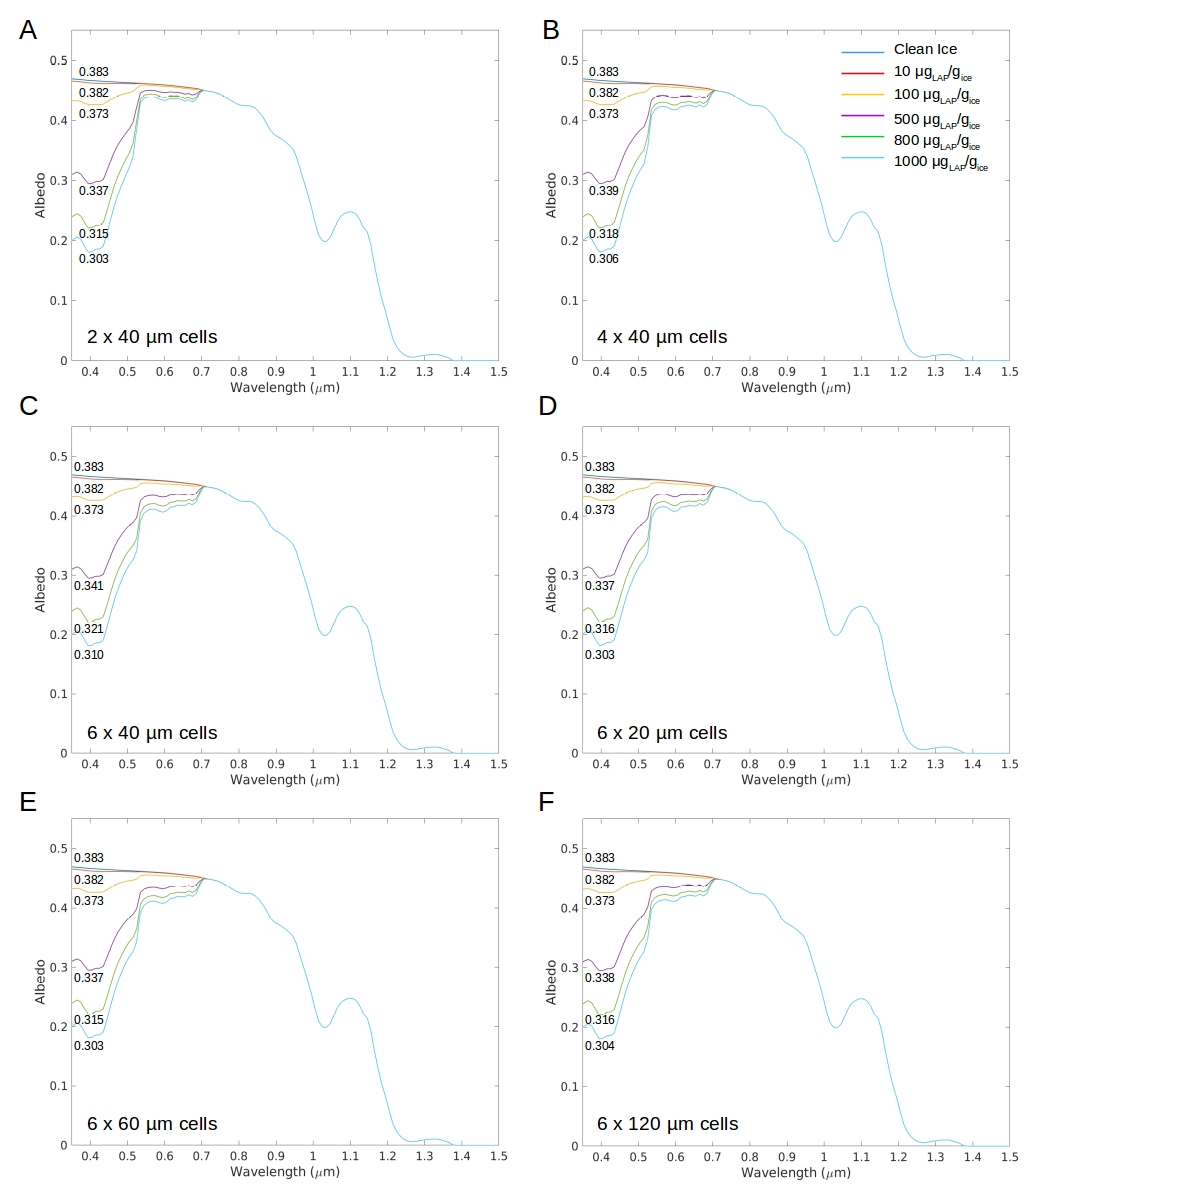 A
0.5
0.4
0.3
0.2
0.1
0
Albedo
0.383
0.382
0.373
0.337
0.315
0.303
2 x 40 µm cells
0.4 0.5 0.6 0.7 0.8 0.9 1 1.1 1.2 1.3 1.4 1.5
Wavelength (μm)
B
Clean Ice
10 µgLAP/gice
100 µgLAP/gice
500 µgLAP/gice
800 µgLAP/gice
1000 µgLAP/gice
0.5
0.4
0.3
0.2
0.1
0
Albedo
0.383
0.382
0.373
0.339
0.318
0.306
4 x 40 µm cells
0.4 0.5 0.6 0.7 0.8 0.9 1 1.1 1.2 1.3 1.4 1.5
Wavelength (μm)
C
0.5
0.4
0.3
0.2
0.1
0
Albedo
0.383
0.382
0.373
0.341
0.321
0.310
6 x 40 µm cells
0.4 0.5 0.6 0.7 0.8 0.9 1 1.1 1.2 1.3 1.4 1.5
Wavelength (μm)
D
0.5
0.4
0.3
0.2
0.1
0
Albedo
0.383
0.382
0.373
0.337
0.316
0.303
6 x 20 µm cells
0.4 0.5 0.6 0.7 0.8 0.9 1 1.1 1.2 1.3 1.4 1.5
Wavelength (μm)
E
0.5
0.4
0.3
0.2
0.1
0
Albedo
0.383
0.382
0.373
0.337
0.315
0.303
6 x 60 µm cells
0.4 0.5 0.6 0.7 0.8 0.9 1 1.1 1.2 1.3 1.4 1.5
Wavelength (μm)
F
0.5
0.4
0.3
0.2
0.1
0
Albedo
0.383
0.382
0.373
0.338
0.316
0.304
6 x 120 µm cells
0.4 0.5 0.6 0.7 0.8 0.9 1 1.1 1.2 1.3 1.4 1.5
Wavelength (μm)